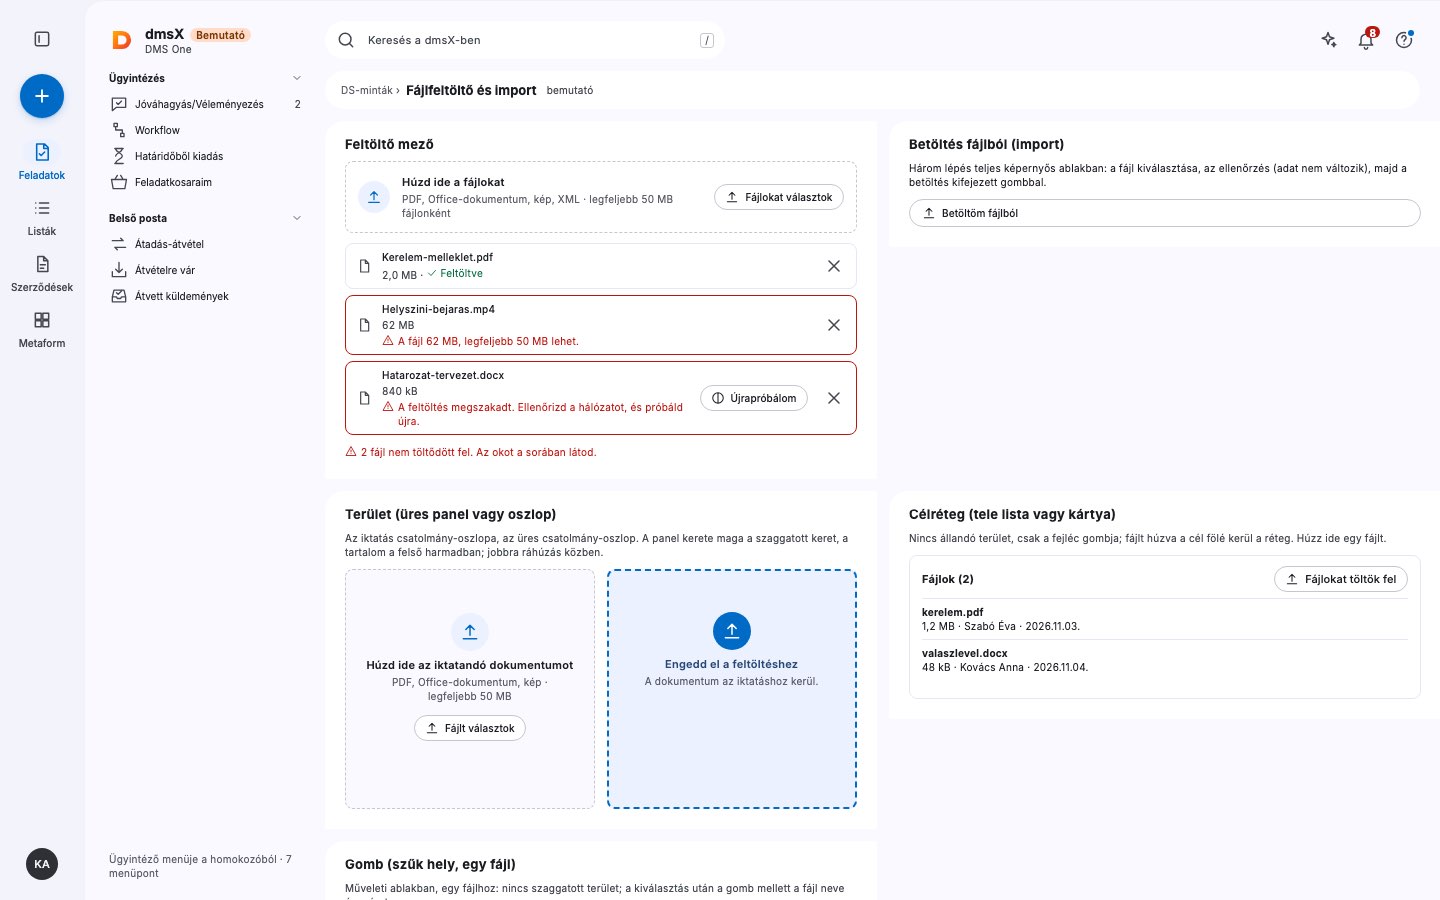 dmsX Bemutató
DMS One
Keresés a dmsX-ben
/
8
Feladatok
Listák
Szerződések
Metaform
KA
Ügyintézés
Jóváhagyás/Véleményezés 2
Workflow
Határidőből kiadás
Feladatkosaraim
Belső posta
Átadás-átvétel
Átvételre vár
Átvett küldemények
Ügyintéző menüje a homokozóból · 7
menüpont
DS-minták › Fájlfeltöltő és import bemutató
Feltöltő mező
Húzd ide a fájlokat
PDF, Office-dokumentum, kép, XML · legfeljebb 50 MB
fájlonként
Fájlokat választok
Kerelem-melleklet.pdf
2,0 MB · Feltöltve
Helyszini-bejaras.mp4
62 MB
A fájl 62 MB, legfeljebb 50 MB lehet.
Hatarozat-tervezet.docx
840 kB
A feltöltés megszakadt. Ellenőrizd a hálózatot, és próbáld
újra.
Újrapróbálom
2 fájl nem töltődött fel. Az okot a sorában látod.
Betöltés fájlból (import)
Három lépés teljes képernyős ablakban: a fájl kiválasztása, az ellenőrzés (adat nem változik), majd a
betöltés kifejezett gombbal.
Betöltöm fájlból
Terület (üres panel vagy oszlop)
Az iktatás csatolmány-oszlopa, az üres csatolmány-oszlop. A panel kerete maga a szaggatott keret, a
tartalom a felső harmadban; jobbra ráhúzás közben.
Húzd ide az iktatandó dokumentumot
PDF, Office-dokumentum, kép ·
legfeljebb 50 MB
Fájlt választok
Engedd el a feltöltéshez
A dokumentum az iktatáshoz kerül.
Célréteg (tele lista vagy kártya)
Nincs állandó terület, csak a fejléc gombja; fájlt húzva a cél fölé kerül a réteg. Húzz ide egy fájlt.
Fájlok (2)
Fájlokat töltök fel
kerelem.pdf
1,2 MB · Szabó Éva · 2026.11.03.
valaszlevel.docx
48 kB · Kovács Anna · 2026.11.04.
Gomb (szűk hely, egy fájl)
Műveleti ablakban, egy fájlhoz: nincs szaggatott terület; a kiválasztás után a gomb mellett a fájl neve